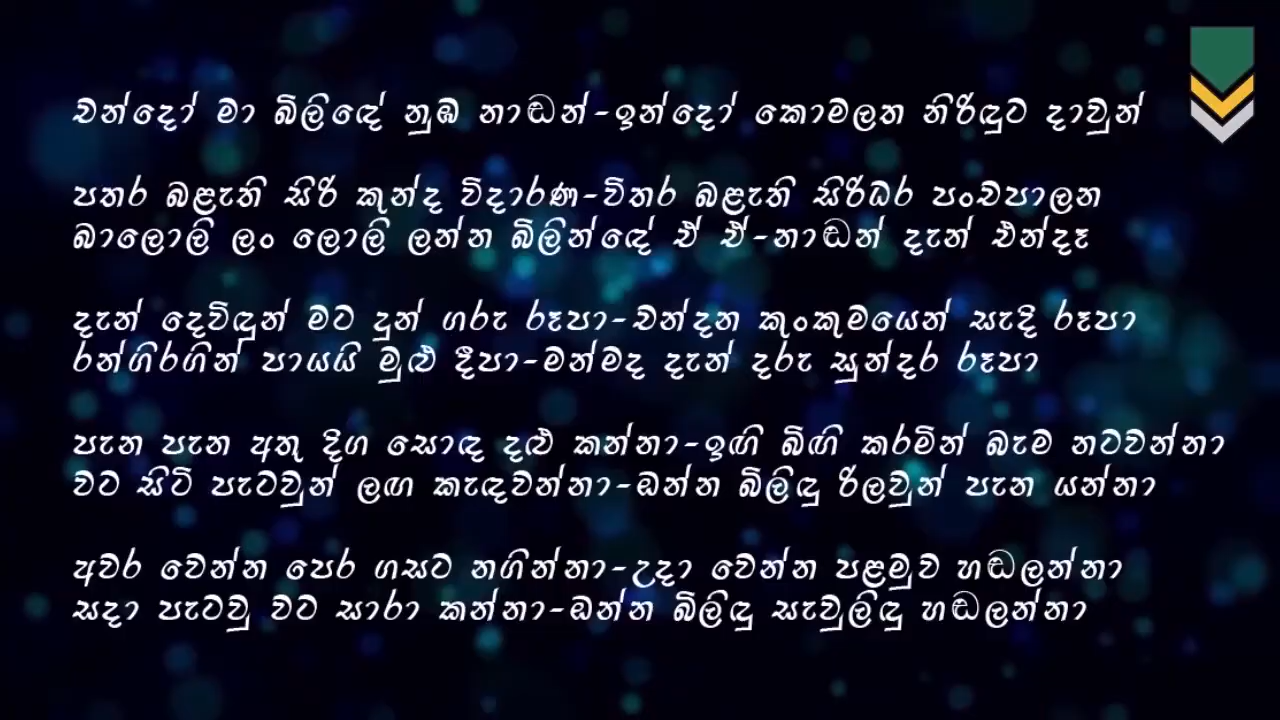 චන්දෝ මා බිලිඳේ නුඹ නාඬන්-ඉන්දෝ කොමලත නිරිඳුට දාවුන්
පතර බළැති සිරි කුන්ද විදාරණ-විතර බළැති සිරිධර පංචපාලන
බාලොලි ලං ලොලි ලන්න බිලින්ඳේ ඒ ඒ-නාඬන් දැන් එන්දෑ
දැන් දෙවිඳුන් මට දුන් ගරු රූපා-චන්දන කුංකුමයෙන් සැදි රූපා
රන්ගිරගින් පායයි මුළු දීපා-මන්මද දැන් දරු සුන්දර රූපා
පැන පැන අතු දිග සොඳ දළු කන්නා-ඉඟි බිඟි කරමින් බැම නටවන්නා
වට සිටි පැටවුන් ලඟ කැඳවන්නා-ඔන්න බිලිඳු රිලවුන් පැන යන්නා
අවර වෙන්න පෙර ගසට නගින්නා-උදා වෙන්න පළමුව හඬලන්නා
සදා පැටවු වට සාරා කන්නා-ඔන්න බිලිඳු සැවුලිඳු හඬලන්නා